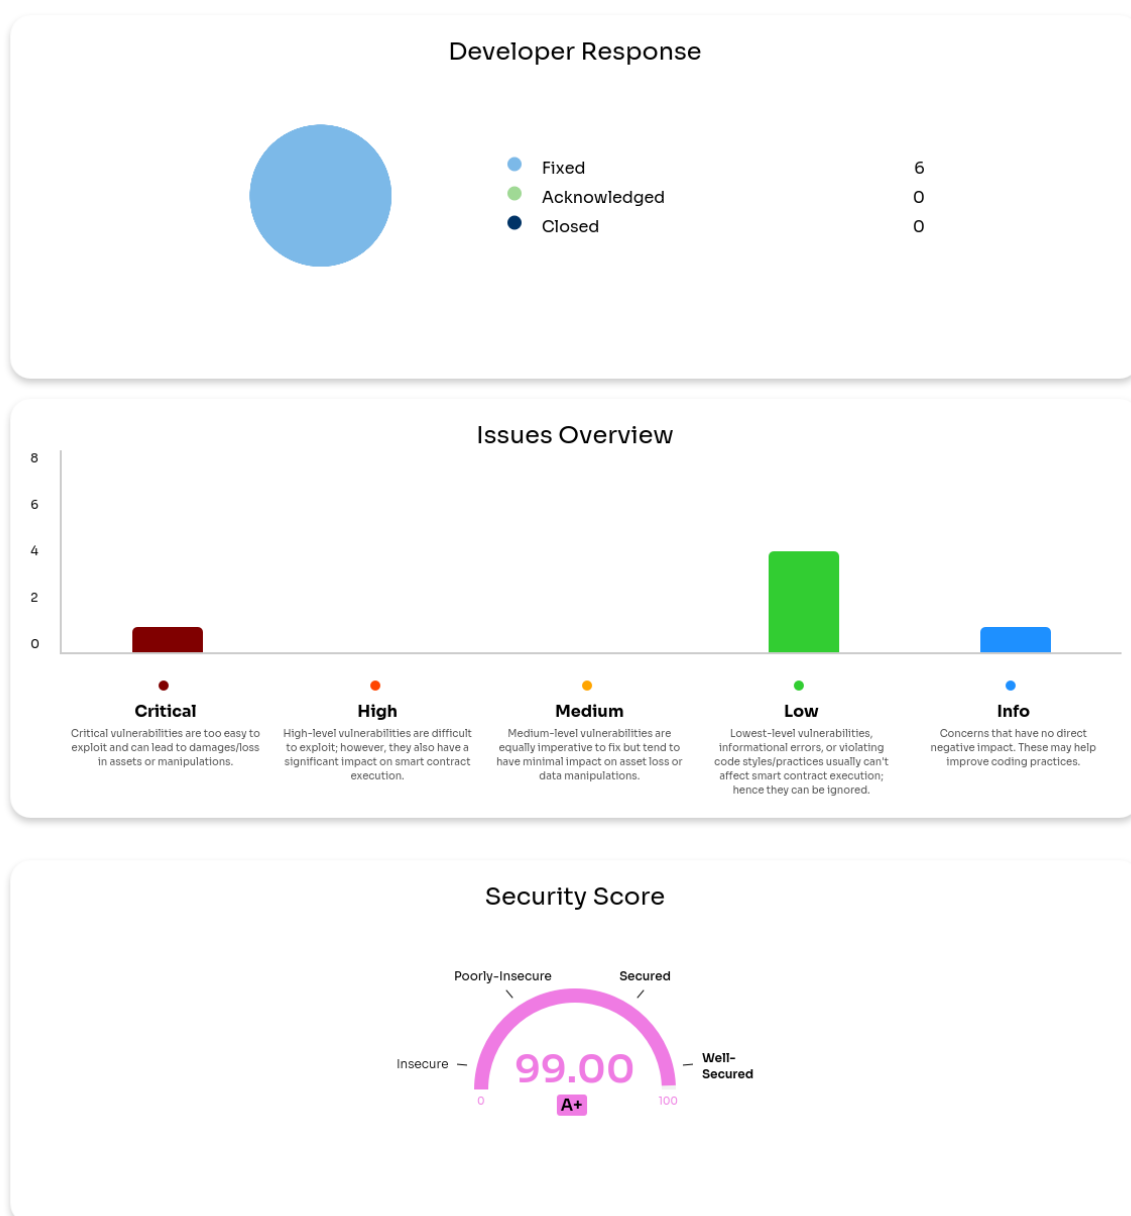 Developer Response
Fixed 6
Acknowledged 0
Closed 0
Issues Overview
8
6
4
2
0
Critical
Critical vulnerabilities are too easy to
exploit and can lead to damages/loss
in assets or manipulations.
High
High-level vulnerabilities are difficult
to exploit; however, they also have a
significant impact on smart contract
execution.
Medium
Medium-level vulnerabilities are
equally imperative to fix but tend to
have minimal impact on asset loss or
data manipulations.
Low
Lowest-level vulnerabilities,
informational errors, or violating
code styles/practices usually can't
affect smart contract execution;
hence they can be ignored.
Info
Concerns that have no direct
negative impact. These may help
improve coding practices.
Security Score
Poorly-Insecure
Secured
Insecure
Well-
Secured
99.00
0
A+
100